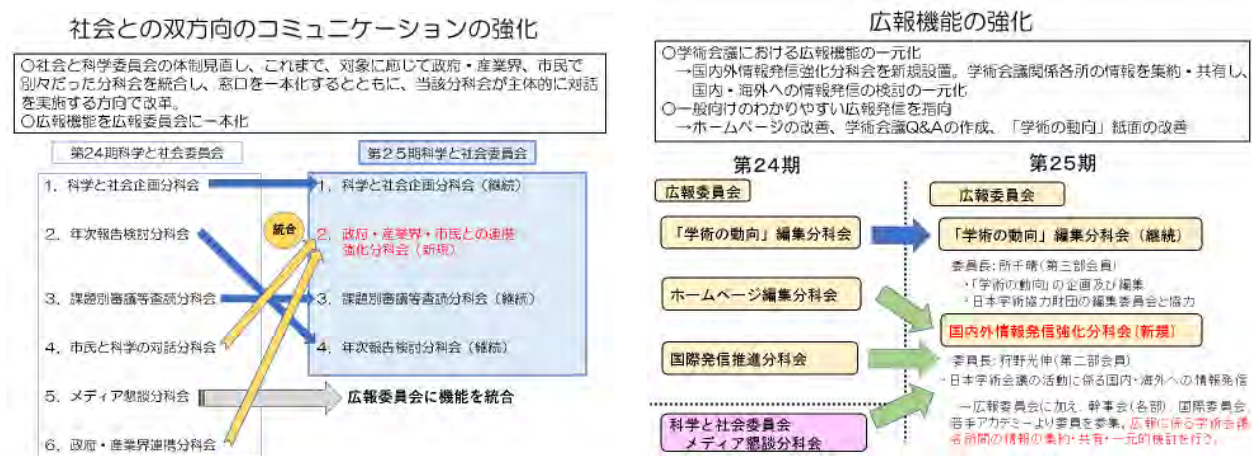 社会との双方向のコミュニケーションの強化
○社会と科学委員会の体制見直し、これまで、対象に応じて政府・産業界、市民で
別々だった分科会を統合し、窓口を一本化するとともに、当該分科会が主体的に対話
を実施する方向で改革。
○広報機能を広報委員会に一本化
第24期科学と社会委員会
第25期科学と社会委員会
1. 科学と社会企画分科会
2. 年次報告検討分科会
3. 課題別審議等査読分科会
4. 市民と科学の対話分科会
5. メディア懇談分科会
6. 政府・産業界連携分科会
統合
1. 科学と社会企画分科会（継続）
2. 政府・産業界・市民との連携
強化分科会（新規）
3. 課題別審議等査読分科会（継続）
4. 年次報告検討分科会（継続）
広報委員会に機能を統合
広報機能の強化
○学術会議における広報機能の一元化
→国内外情報発信強化分科会を新規設置。学術会議関係各所の情報を集約・共有し、
国内・海外への情報発信の検討の一元化
○一般向けのわかりやすい広報発信を指向
→ホームページの改善、学術会議Q&Aの作成、「学術の動向」紙面の改善
第24期
広報委員会
「学術の動向」編集分科会
ホームページ編集分科会
国際発信推進分科会
科学と社会委員会
メディア懇談分科会
第25期
広報委員会
「学術の動向」編集分科会（継続）
委員長：所千晴（第三部会員）
・「学術の動向」の企画及び編集
・日本学術協力財団の編集委員会と協力
国内外情報発信強化分科会（新規）
委員長：狩野光伸（第二部会員）
・日本学術会議の活動に係る国内・海外への情報発信
→広報委員会に加え、幹事会（各部）、国際委員会、
若手アカデミーより委員を参集。広報に係る学術会議
各所間の情報の集約・共有・一元的検討を行う。